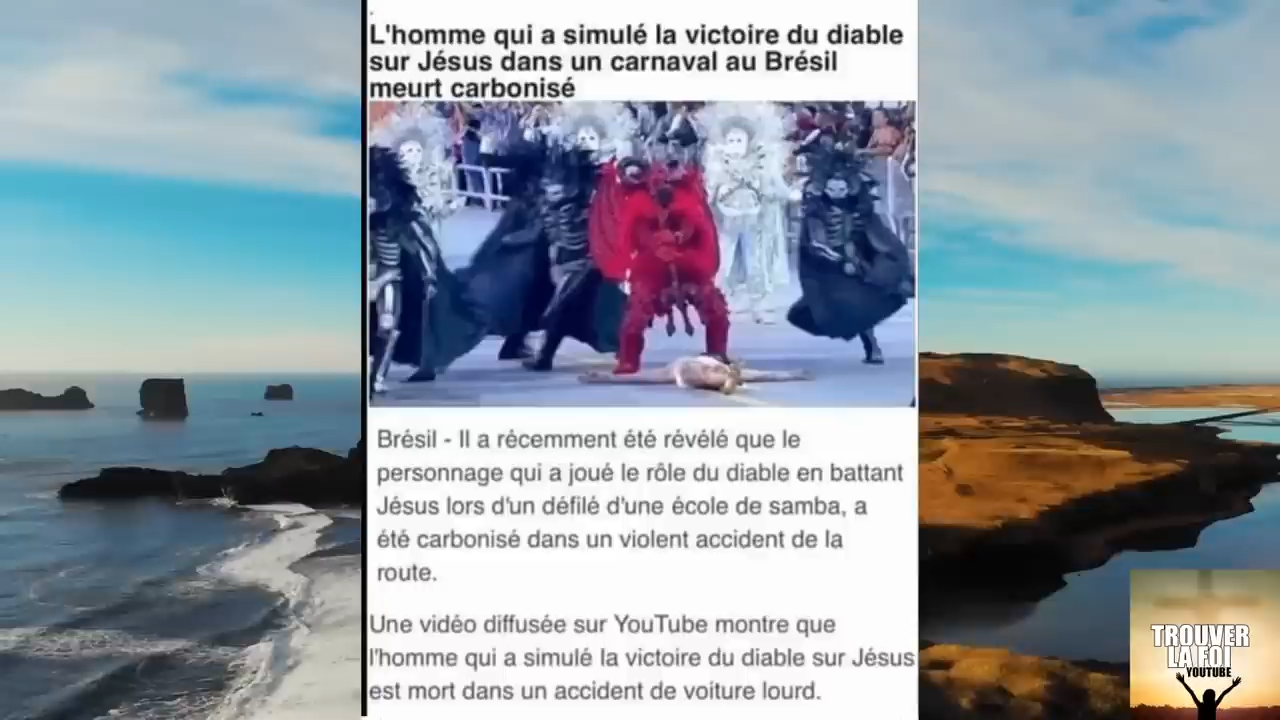 L'homme qui a simulé la victoire du diable
sur Jésus dans un carnaval au Brésil
meurt carbonisé
Brésil - Il a récemment été révélé que le
personnage qui a joué le rôle du diable en battant
Jésus lors d'un défilé d'une école de samba, a
été carbonisé dans un violent accident de la
route.
Une vidéo diffusée sur YouTube montre que
l'homme qui a simulé la victoire du diable sur Jésus
est mort dans un accident de voiture lourd.
TROUVER
LA FOI
YOUTUBE